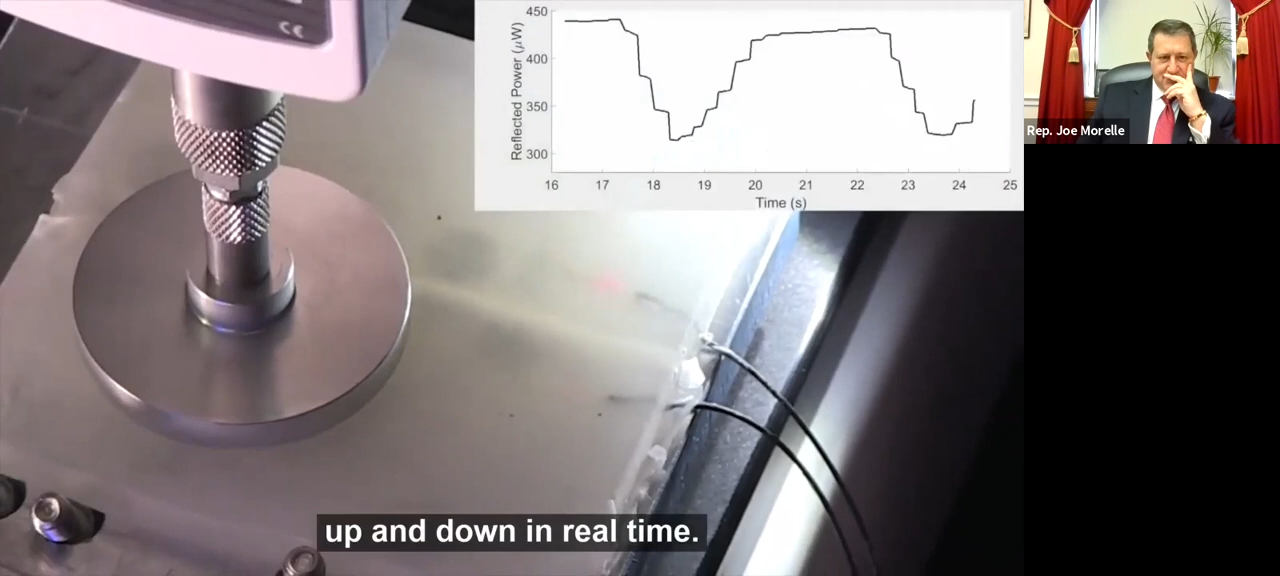 CE
450
400
350
300
Reflected Power (μW)
16 17 18 19 20 21 22 23 24 25
Time (s)
Rep. Joe Morelle
up and down in real time.